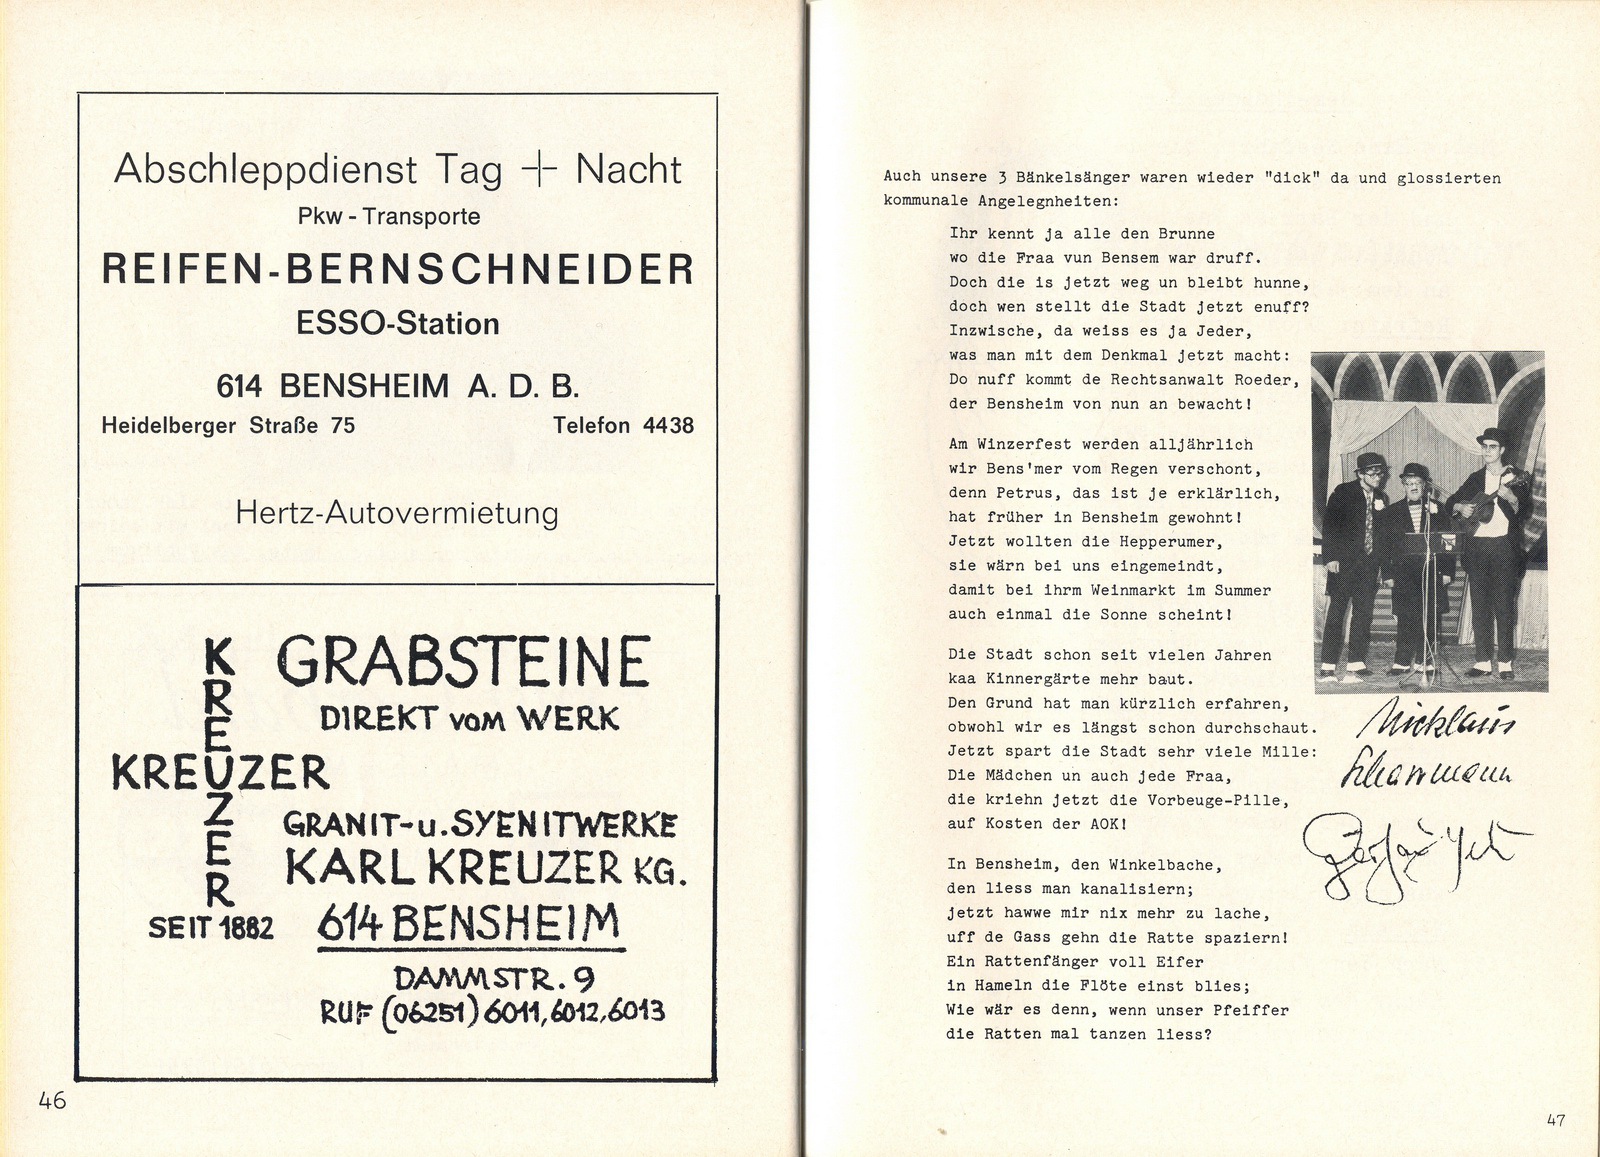 Abschleppdienst Tag + Nacht
Pkw - Transporte
REIFEN-BERNSCHNEIDER
ESSO-Station
614 BENSHEIM A. D. B.
Heidelberger Straße 75 Telefon 4438
Hertz-Autovermietung
KREUZER
KREUZER
SEIT 1882
GRABSTEINE
DIREKT VOM WERK
GRANIT-u. SYENITWERKE
KARL KREUZER KG.
614 BENSHEIM
DAMMSTR. 9
RUF (06251) 6011, 6012, 6013
46
Auch unsere 3 Bänkelsänger waren wieder "dick" da und glossierten
kommunale Angelegnheiten:
Ihr kennt ja alle den Brunne
wo die Fraa vun Bensem war druff.
Doch die is jetzt weg un bleibt hunne,
doch wen stellt die Stadt jetzt enuff?
Inzwische, da weiss es ja Jeder,
was man mit dem Denkmal jetzt macht:
Do nuff kommt de Rechtsanwalt Roeder,
der Bensheim von nun an bewacht!
Am Winzerfest werden alljährlich
wir Bens'mer vom Regen verschont,
denn Petrus, das ist je erklärlich,
hat früher in Bensheim gewohnt!
Jetzt wollten die Hepperumer,
sie wärn bei uns eingemeindt,
damit bei ihrm Weinmarkt im Summer
auch einmal die Sonne scheint!
Die Stadt schon seit vielen Jahren
kaa Kinnergärte mehr baut.
Den Grund hat man kürzlich erfahren,
obwohl wir es längst schon durchschaut.
Jetzt spart die Stadt sehr viele Mille:
Die Mädchen un auch jede Fraa,
die kriehn jetzt die Vorbeuge-Pille,
auf Kosten der AOK!
In Bensheim, den Winkelbache,
den liess man kanalisiern;
jetzt hawwe mir nix mehr zu lache,
uff de Gass gehn die Ratte spaziern!
Ein Rattenfänger voll Eifer
in Hameln die Flöte einst blies;
Wie wär es denn, wenn unser Pfeiffer
die Ratten mal tanzen liess?
Nicklaus
47